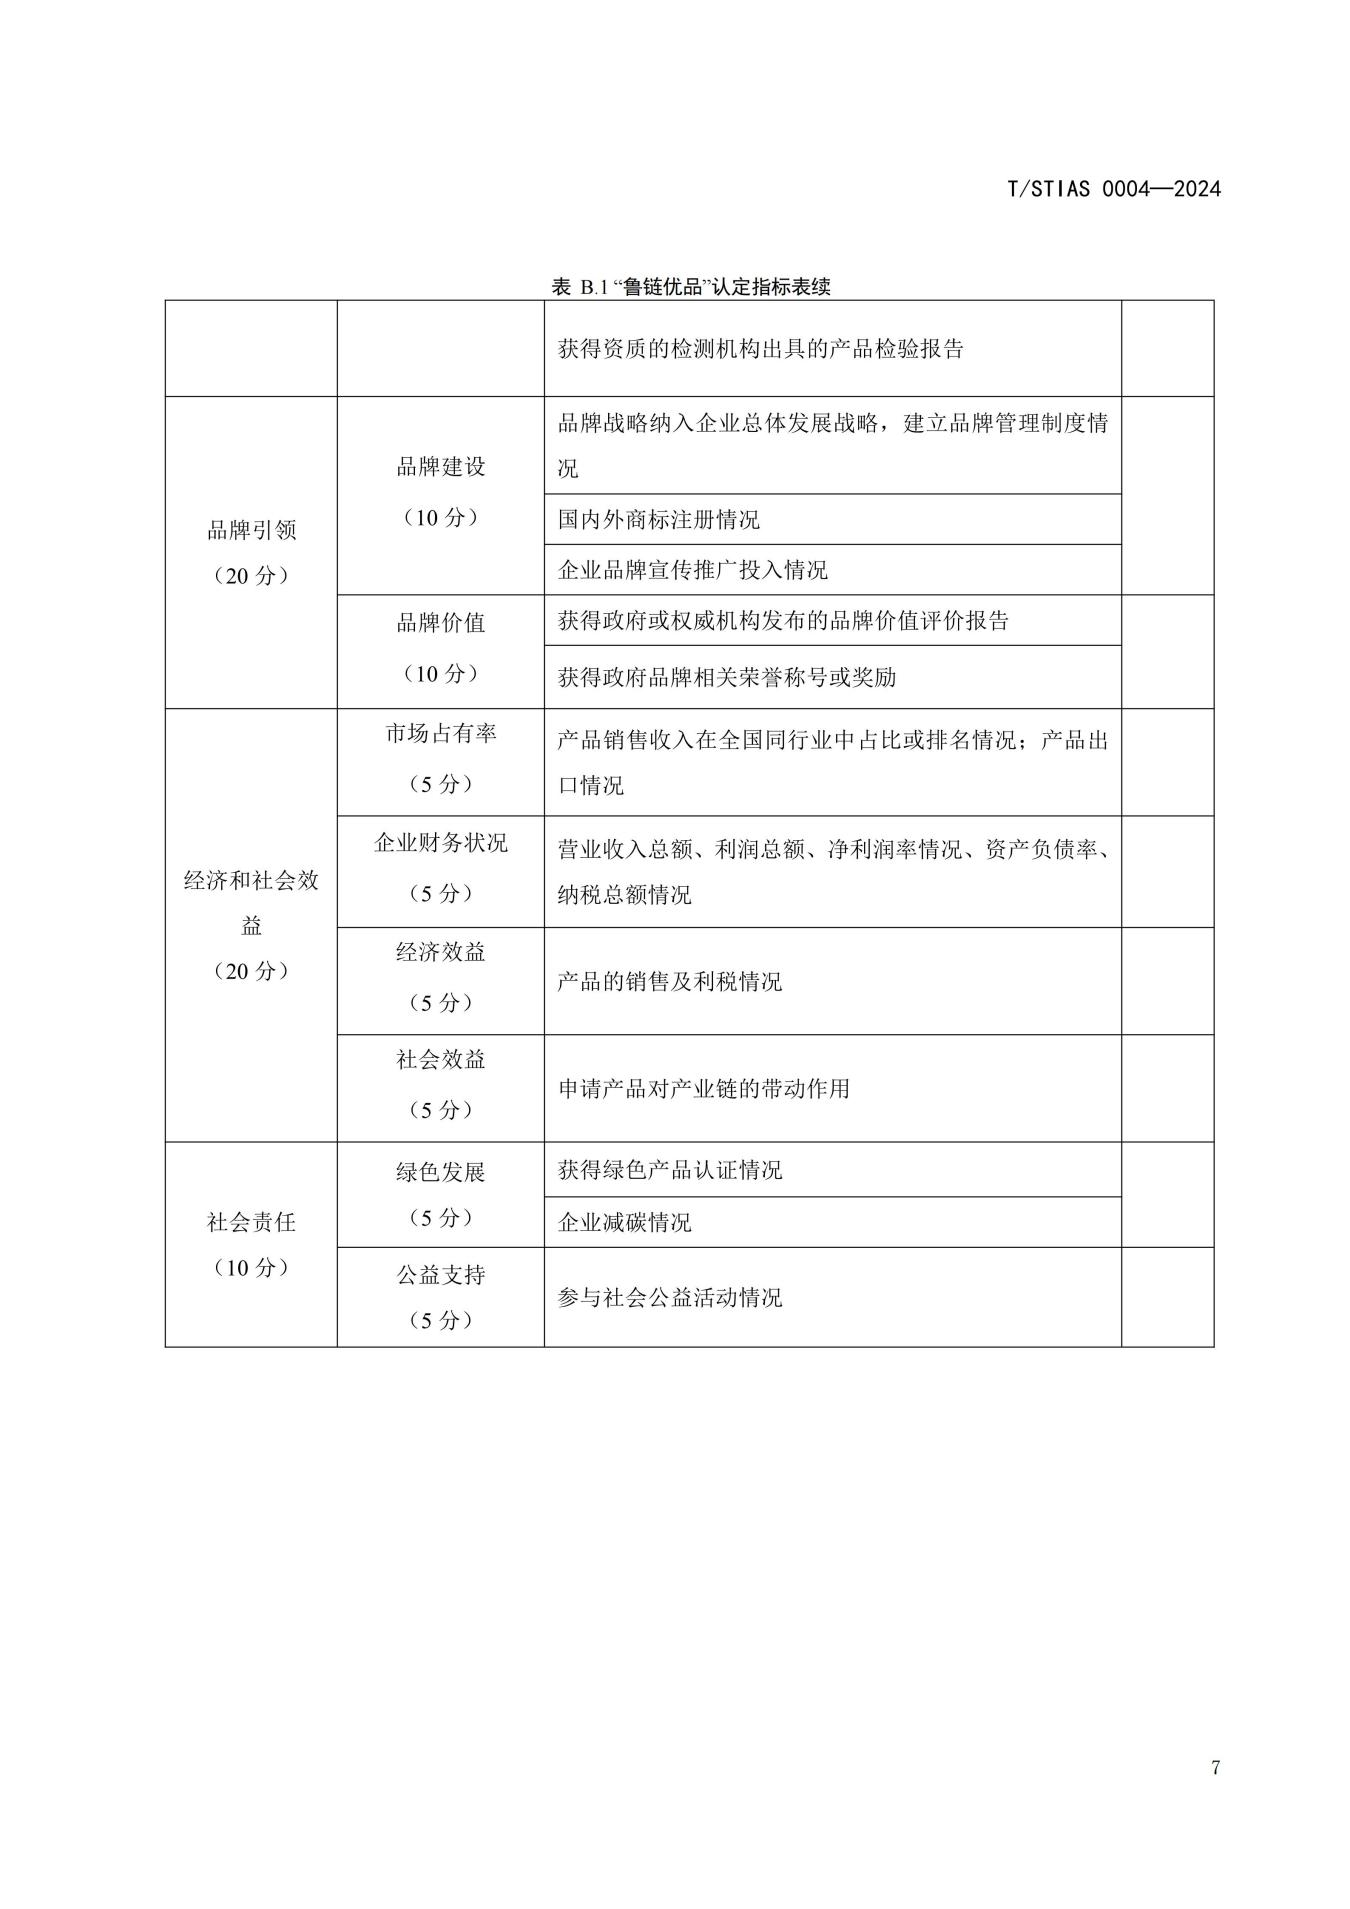 T/STIAS 0004—2024
表 B.1 “鲁链优品”认定指标表续
获得资质的检测机构出具的产品检验报告
品牌引领
（20 分）
品牌建设
（10 分）
品牌战略纳入企业总体发展战略，建立品牌管理制度情
况
国内外商标注册情况
企业品牌宣传推广投入情况
品牌价值
（10 分）
获得政府或权威机构发布的品牌价值评价报告
获得政府品牌相关荣誉称号或奖励
经济和社会效
益
（20 分）
市场占有率
（5 分）
产品销售收入在全国同行业中占比或排名情况；产品出
口情况
企业财务状况
（5 分）
营业收入总额、利润总额、净利润率情况、资产负债率、
纳税总额情况
经济效益
（5 分）
产品的销售及利税情况
社会效益
（5 分）
申请产品对产业链的带动作用
社会责任
（10 分）
绿色发展
（5 分）
获得绿色产品认证情况
企业减碳情况
公益支持
（5 分）
参与社会公益活动情况
7